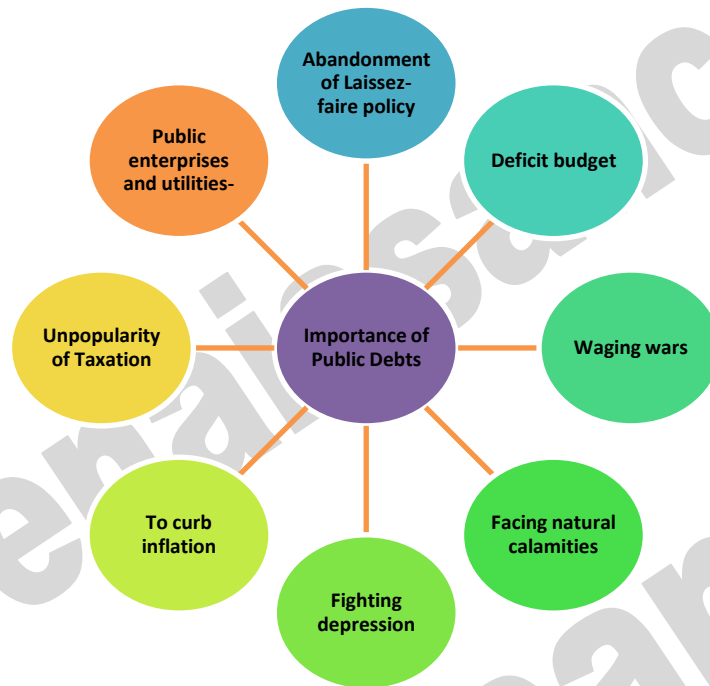 Abandonment
of Laissez-
faire policy
Public
enterprises
and utilities-
Deficit budget
Unpopularity
of Taxation
Importance of
Public Debts
Waging wars
To curb
inflation
Facing natural
calamities
Fighting
depression